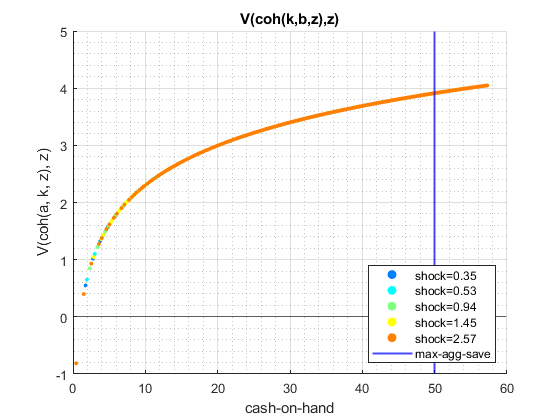 V(coh(k,b,z),z)
V(coh(a, k, z), z)
5
4
3
2
1
0
-1
shock=0.35
shock=0.53
shock=0.94
shock=1.45
shock=2.57
max-agg-save
0 10 20 30 40 50 60
cash-on-hand